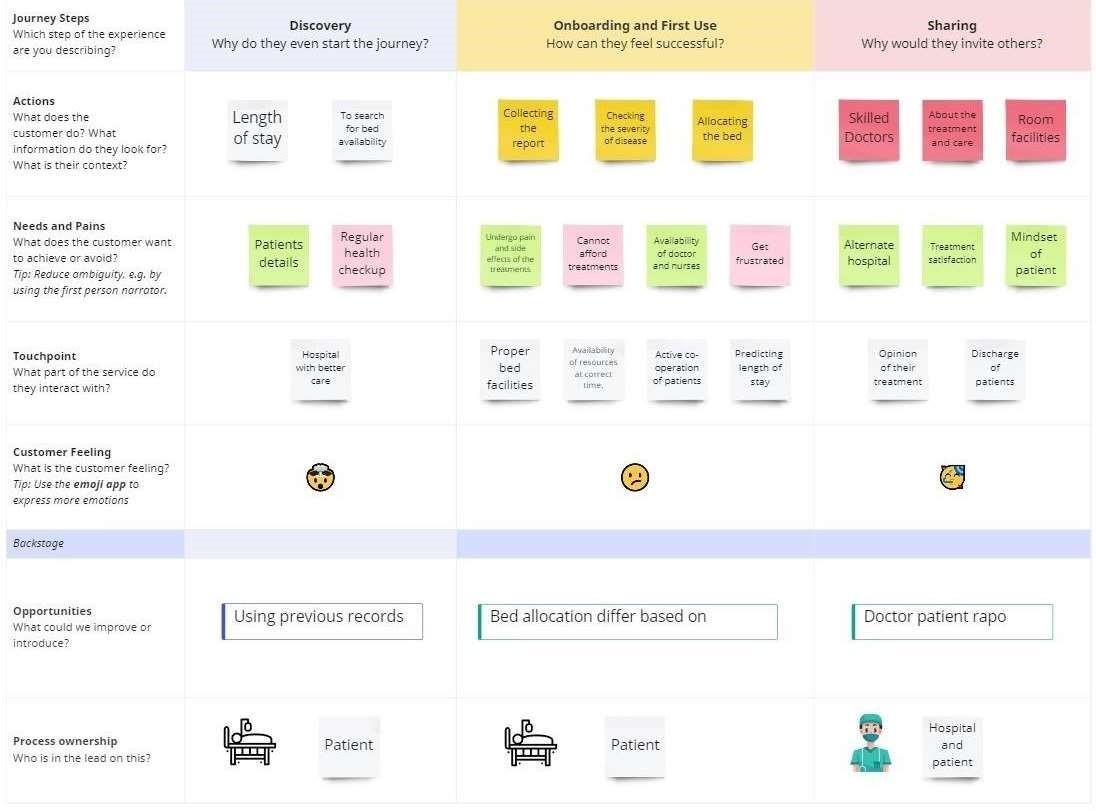 Journey Steps
Which step of the experience
are you describing?
Discovery
Why do they even start the journey?
Onboarding and First Use
How can they feel successful?
Sharing
Why would they invite others?
Actions
What does the
customer do? What
information do they look for?
What is their context?
Length
of stay
To search
for bed
availability
Collecting
the
report
Checking
the severity
of disease
Allocating
the bed
Skilled
Doctors
About the
treatment
and care
Room
facilities
Needs and Pains
What does the customer want
to achieve or avoid?
Tip: Reduce ambiguity, e.g. by
using the first person narrator.
Patients
details
Regular
health
checkup
Undergo pain
and side
effects of the
treatments
Cannot
afford
treatments
Availability
of doctor
and nurses
Get
frustrated
Alternate
hospital
Treatment
satisfaction
Mindset
of
patient
Touchpoint
What part of the service do
they interact with?
Hospital
with better
care
Proper
bed
facilities
Availability
of resources
at correct
time.
Active co-
operation
of patients
Predicting
length of
stay
Opinion
of their
treatment
Discharge
of
patients
Customer Feeling
What is the customer feeling?
Tip: Use the emoji app to
express more emotions
Backstage
Opportunities
What could we improve or
introduce?
Using previous records
Bed allocation differ based on
Doctor patient rapo
Process ownership
Who is in the lead on this?
Patient
Patient
Hospital
and
patient